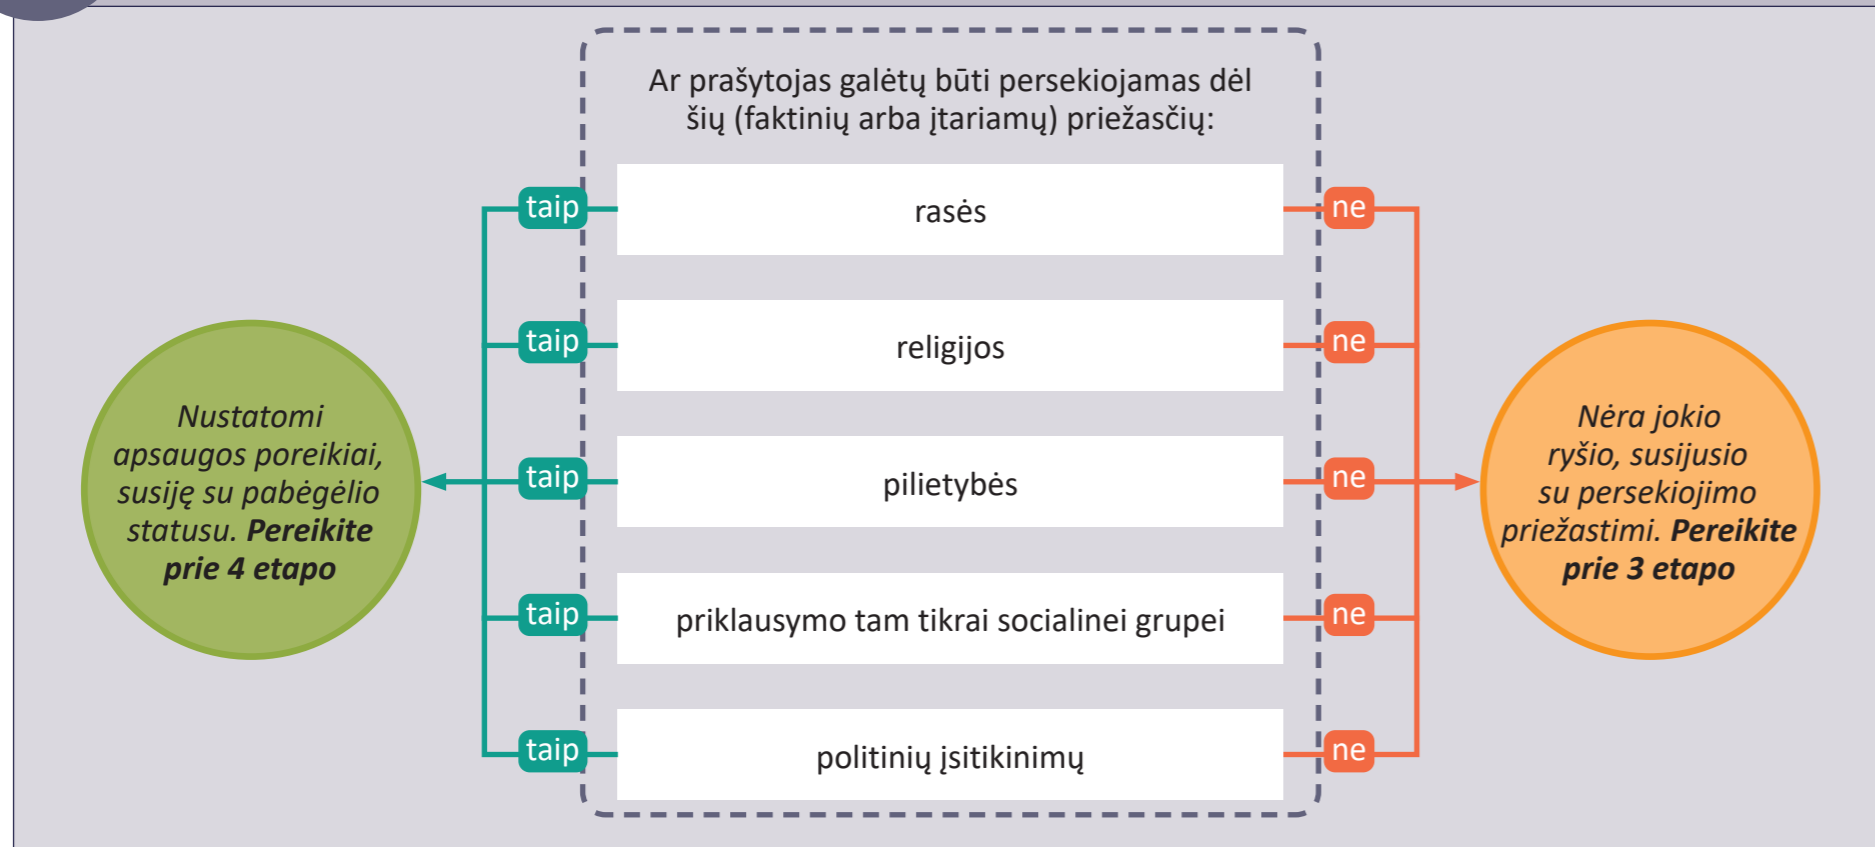 Ar prašytojas galėtų būti persekiojamas dėl
šių (faktinių arba įtariamų) priežasčių:
taip
rasės
ne
taip
religijos
ne
taip
pilietybės
ne
taip
priklausymo tam tikrai socialinei grupei
ne
taip
politinių įsitikinimų
ne
Nustatomi
apsaugos poreikiai,
susiję su pabėgėlio
statusu. Pereikite
prie 4 etapo
Nėra jokio
ryšio, susijusio
su persekiojimo
priežastimi. Pereikite
prie 3 etapo